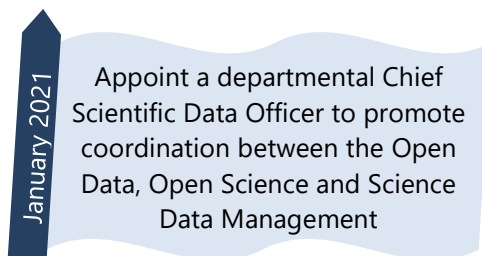 January 2021
Appoint a departmental Chief
Scientific Data Officer to promote
coordination between the Open
Data, Open Science and Science
Data Management